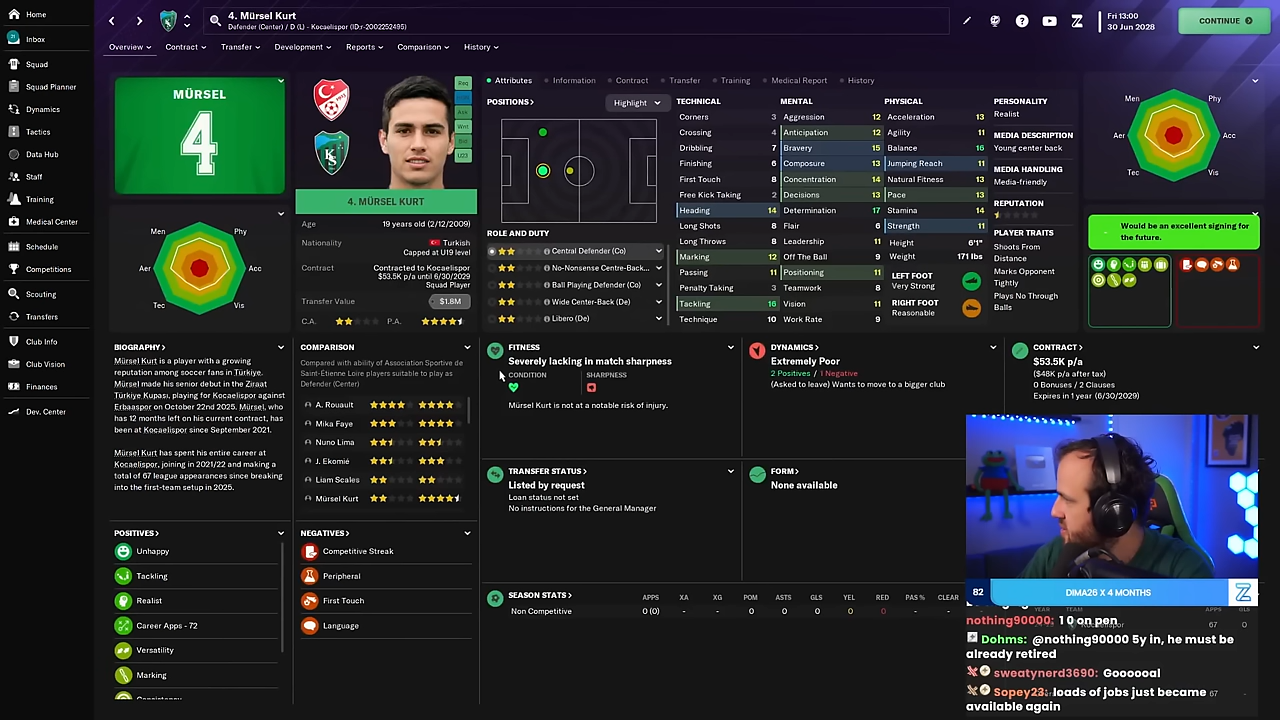 Home
Inbox
Squad
Squad Planner
Dynamics
Tactics
Data Hub
Staff
Training
Medical Center
Schedule
Competitions
Scouting
Transfers
Club Info
Club Vision
Finances
Dev. Center
4. Mürsel Kurt
Defender (Center) / D (L) - Kocaelispor (ID:r-2002252495)
Fri 13:00
30 Jun 2028
CONTINUE
Overview
Contract
Transfer
Development
Reports
Comparison
History
MÜRSEL
4
Men
Phy
Aer
Acc
Tec
Vis
4. MÜRSEL KURT
Age
19 years old (2/12/2009)
Nationality
Turkish
Capped at U19 level
Contract
Contracted to Kocaelispor
$53.5K p/a until 6/30/2029
Squad Player
Transfer Value
$1.8M
C.A.
P.A.
Attributes
Information
Contract
Transfer
Training
Medical Report
History
POSITIONS >
Highlight
ROLE AND DUTY
Central Defender (Co)
No-Nonsense Centre-Back...
Ball Playing Defender (Co)
Wide Center-Back (De)
Libero (De)
TECHNICAL
Corners 3
Crossing 4
Dribbling 7
Finishing 6
First Touch 8
Free Kick Taking 2
Heading 14
Long Shots 8
Long Throws 8
Marking 12
Passing 11
Penalty Taking 3
Tackling 16
Technique 10
MENTAL
Aggression 12
Anticipation 12
Bravery 15
Composure 13
Concentration 14
Decisions 13
Determination 17
Flair 6
Leadership 11
Off The Ball 9
Positioning 11
Teamwork 8
Vision 11
Work Rate 9
PHYSICAL
Acceleration 13
Agility 11
Balance 16
Jumping Reach 11
Natural Fitness 13
Pace 13
Stamina 14
Strength 11
Height 6'1"
Weight 171 lbs
LEFT FOOT
Very Strong
RIGHT FOOT
Reasonable
PERSONALITY
Realist
MEDIA DESCRIPTION
Young center back
MEDIA HANDLING
Media-friendly
REPUTATION
PLAYER TRAITS
Shoots From
Distance
Marks Opponent
Tightly
Plays No Through
Balls
Men
Phy
Aer
Acc
Tec
Vis
Would be an excellent signing for
the future.
BIOGRAPHY >
Mürsel Kurt is a player with a growing
reputation among soccer fans in Türkiye.
Mürsel made his senior debut in the Ziraat
Türkiye Kupası, playing for Kocaelispor against
Erbaaspor on October 22nd 2025. Mürsel, who
has 12 months left on his current contract, has
been at Kocaelispor since September 2021.
Mürsel Kurt has spent his entire career at
Kocaelispor, joining in 2021/22 and making a
total of 67 league appearances since breaking
into the first-team setup in 2025.
COMPARISON
Compared with ability of Association Sportive de
Saint-Étienne Loire players suitable to play as
Defender (Center)
A. Rouault
Mika Faye
Nuno Lima
J. Ekomié
Liam Scales
Mürsel Kurt
FITNESS
Severely lacking in match sharpness
CONDITION
SHARPNESS
Mürsel Kurt is not at a notable risk of injury.
DYNAMICS >
Extremely Poor
2 Positives / 1 Negative
(Asked to leave) Wants to move to a bigger club
CONTRACT >
$53.5K p/a
($48K p/a after tax)
0 Bonuses / 2 Clauses
Expires in 1 year (6/30/2029)
TRANSFER STATUS >
Listed by request
Loan status not set
No instructions for the General Manager
FORM >
None available
POSITIVES >
Unhappy
Tackling
Realist
Career Apps - 72
Versatility
Marking
Consistency
NEGATIVES >
Competitive Streak
Peripheral
First Touch
Language
SEASON STATS >
APPS XA XG POM ASTS GLS YEL RED PAS % CLEAR
Non Competitive 0 (0) - - 0 0 0 0 0 - -
82
DIMA26 X 4 MONTHS
nothing90000: 1 0 on pen
Dohms: @nothing90000 5y in, he must be
already retired
sweatynerd3690: Goooooal
Sopey23: loads of jobs just became
available again